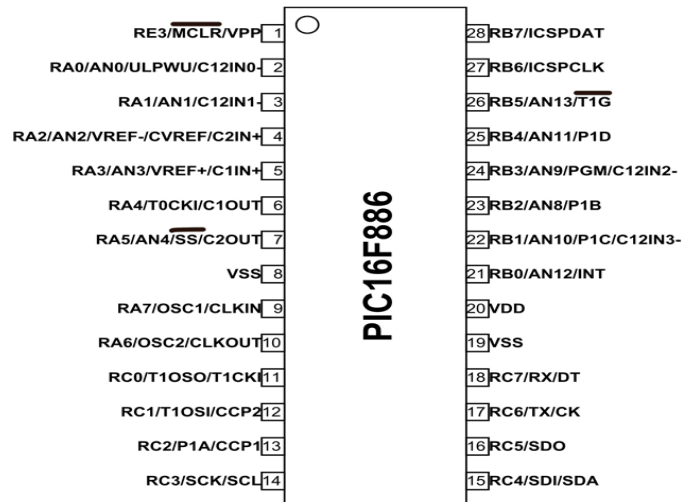 RE3/MCLR/VPP 1
RA0/AN0/ULPWU/C12IN0- 2
RA1/AN1/C12IN1- 3
RA2/AN2/VREF-/CVREF/C2IN+ 4
RA3/AN3/VREF+/C1IN+ 5
RA4/T0CKI/C1OUT 6
RA5/AN4/SS/C2OUT 7
VSS 8
RA7/OSC1/CLKIN 9
RA6/OSC2/CLKOUT 10
RC0/T1OSO/T1CKI 11
RC1/T1OSI/CCP2 12
RC2/P1A/CCP1 13
RC3/SCK/SCL 14
PIC16F886
28 RB7/ICSPDAT
27 RB6/ICSPCLK
26 RB5/AN13/T1G
25 RB4/AN11/P1D
24 RB3/AN9/PGM/C12IN2-
23 RB2/AN8/P1B
22 RB1/AN10/P1C/C12IN3-
21 RB0/AN12/INT
20 VDD
19 VSS
18 RC7/RX/DT
17 RC6/TX/CK
16 RC5/SDO
15 RC4/SDI/SDA